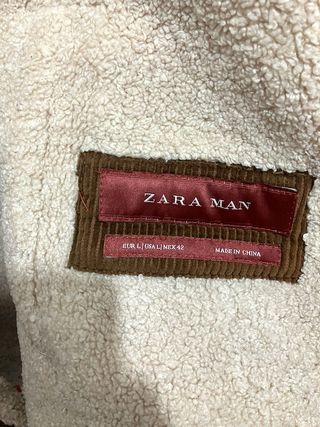 ZARA MAN
EUR L | USA L | MEX 42 MADE IN CHINA